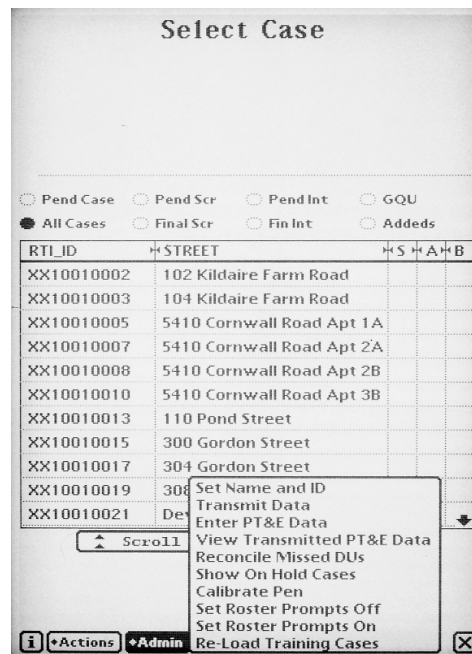 Select Case
Pend Case Pend Scr Pend Int GQU
All Cases Final Scr Fin Int Addeds
RTI_ID STREET S A B
XX10010002 102 Kildaire Farm Road
XX10010003 104 Kildaire Farm Road
XX10010005 5410 Cornwall Road Apt 1A
XX10010007 5410 Cornwall Road Apt 2A
XX10010008 5410 Cornwall Road Apt 2B
XX10010010 5410 Cornwall Road Apt 3B
XX10010013 110 Pond Street
XX10010015 300 Gordon Street
XX10010017 304 Gordon Street
XX10010019 308
XX10010021
Scroll
Set Name and ID
Transmit Data
Enter PT&E Data
View Transmitted PT&E Data
Reconcile Missed DUs
Show On Hold Cases
Calibrate Pen
Set Roster Prompts Off
Set Roster Prompts On
Re-Load Training Cases
i Actions Admin X